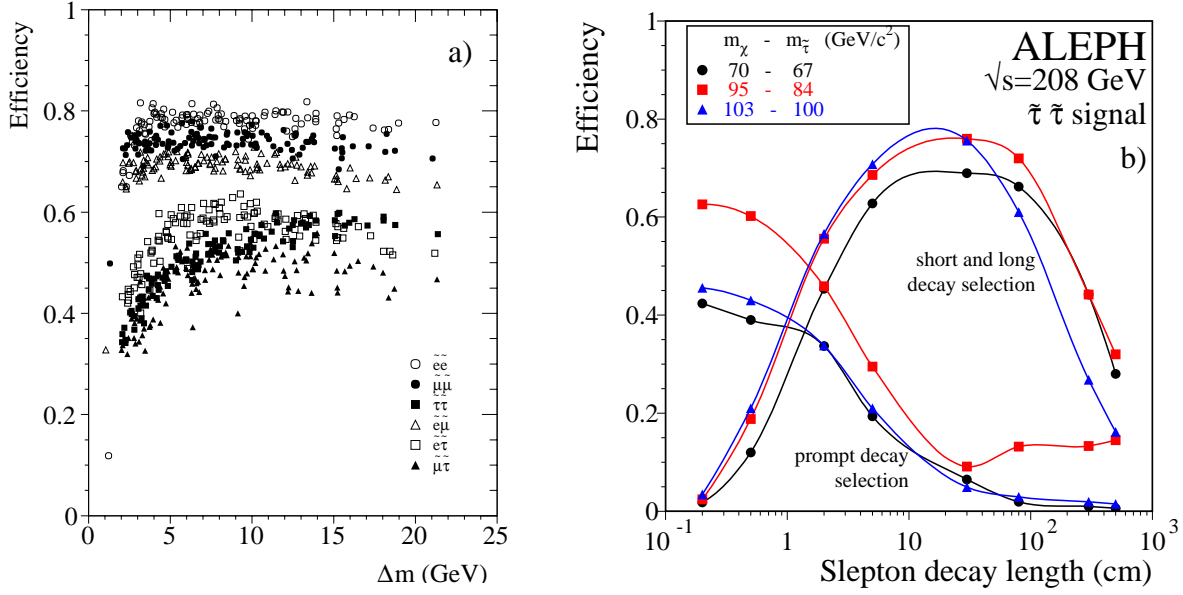 a)
Efficiency
1
0.8
0.6
0.4
0.2
0
0 5 10 15 20 25
Δm (GeV)
ẽẽ
μ̃μ̃
τ̃τ̃
ẽμ̃
ẽτ̃
μ̃τ̃
b)
Efficiency
1
0.8
0.6
0.4
0.2
0
10⁻¹ 1 10 10² 10³
Slepton decay length (cm)
mχ - mτ̃ (GeV/c²)
70 - 67
95 - 84
103 - 100
ALEPH
√s=208 GeV
τ̃ τ̃ signal
short and long
decay selection
prompt decay
selection